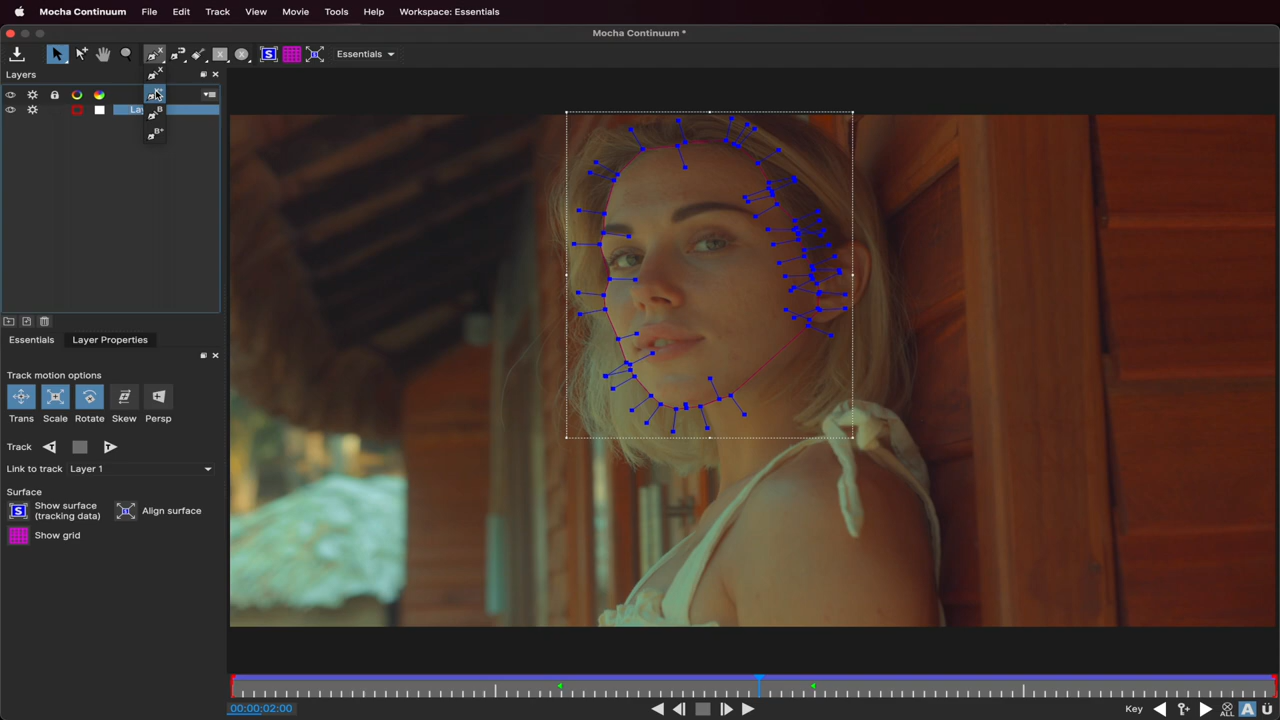 Mocha Continuum File Edit Track View Movie Tools Help Workspace: Essentials
Mocha Continuum *
Essentials
Layers
X
X
X+
B
Lay
B+
Essentials Layer Properties
Track motion options
Trans Scale Rotate Skew Persp
Track
Link to track Layer 1
Surface
S Show surface
(tracking data)
Align surface
Show grid
00:00:02:00
Key
ALL A Ü